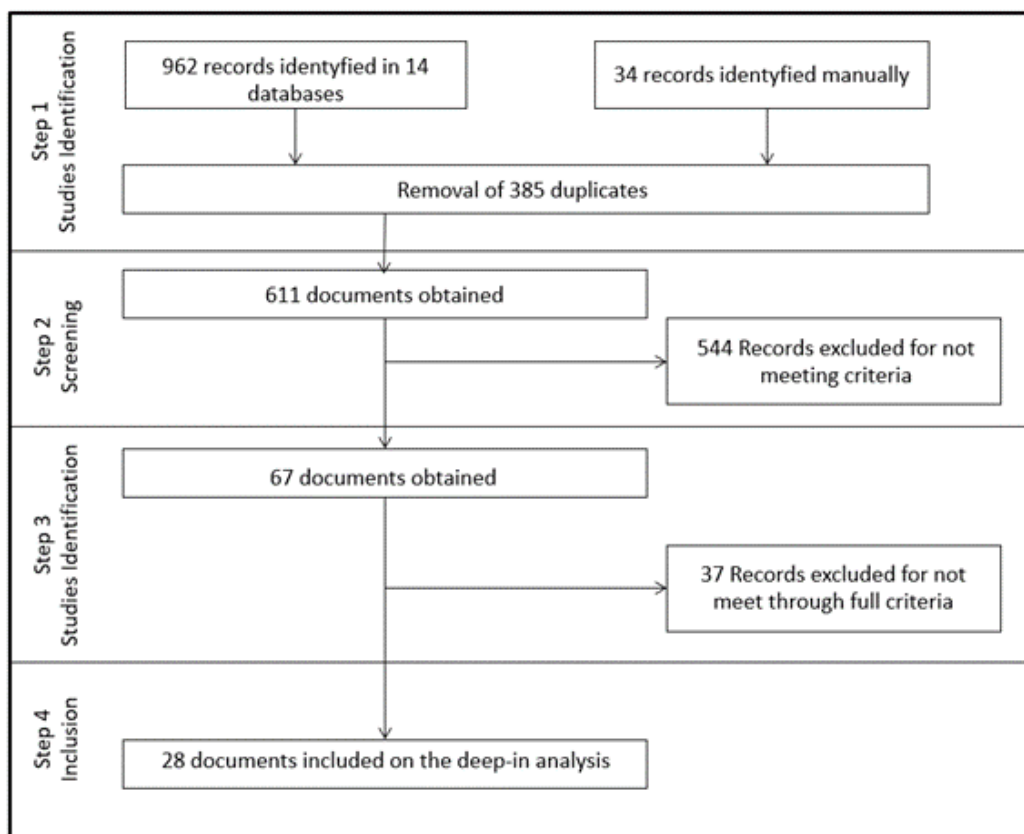 Step 1
Studies Identification
962 records identyfied in 14
databases
34 records identyfied manually
Removal of 385 duplicates
Step 2
Screening
611 documents obtained
544 Records excluded for not
meeting criteria
Step 3
Studies Identification
67 documents obtained
37 Records excluded for not
meet through full criteria
Step 4
Inclusion
28 documents included on the deep-in analysis